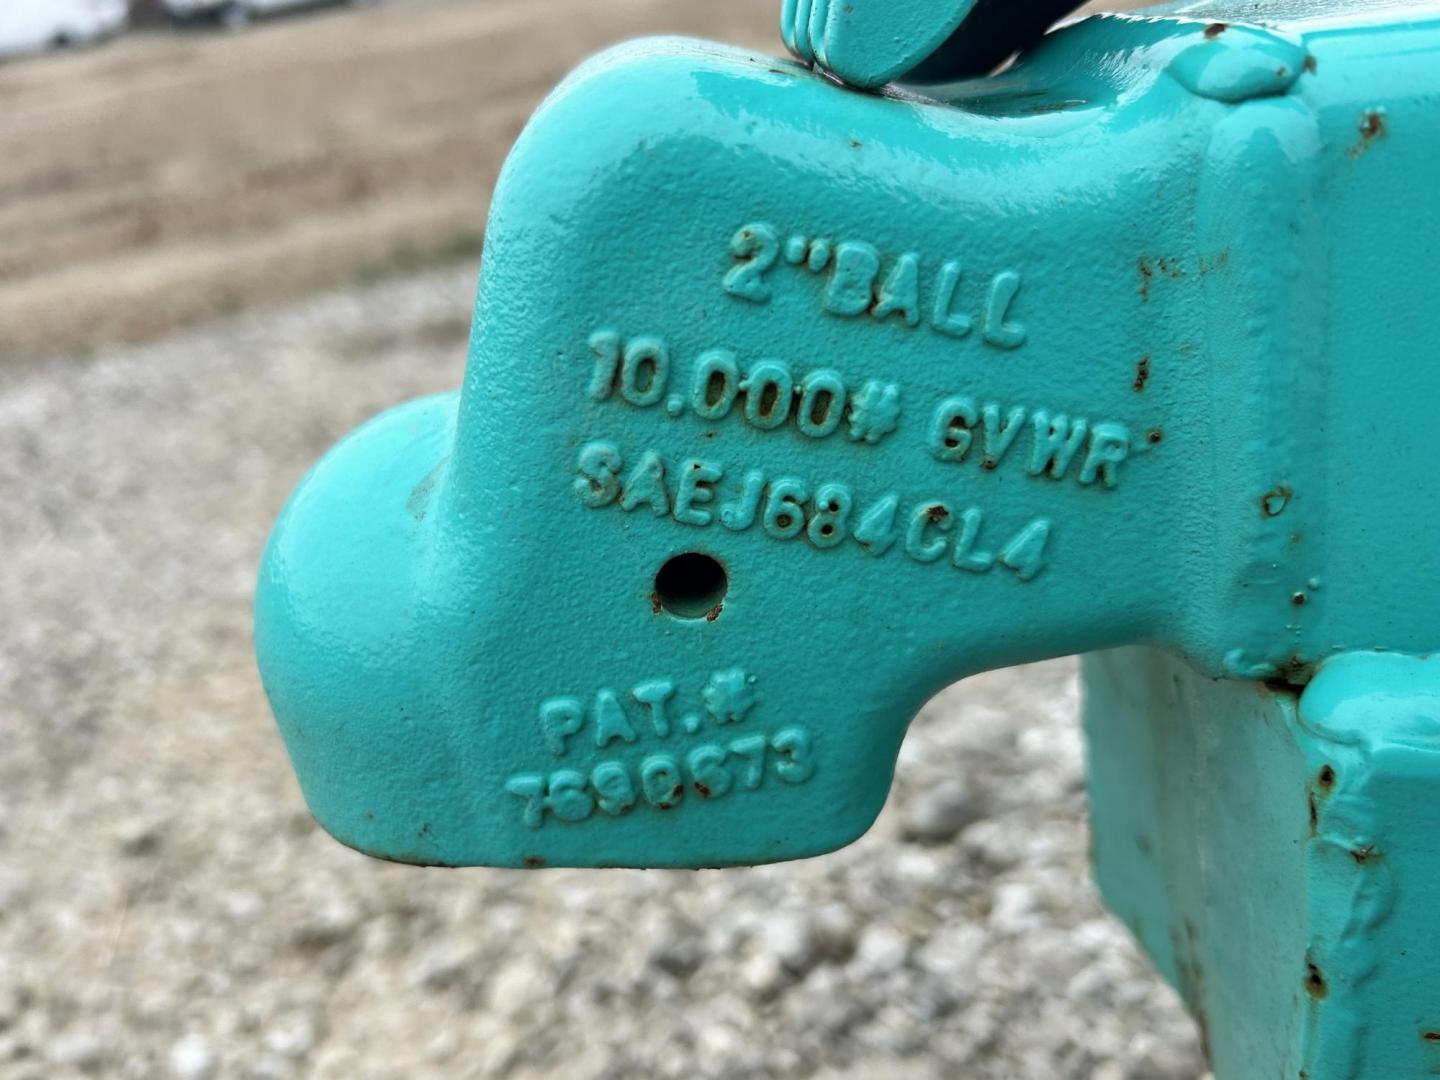 2"BALL
10.000# GVWR
SAEJ684CL4
PAT.#
7690673